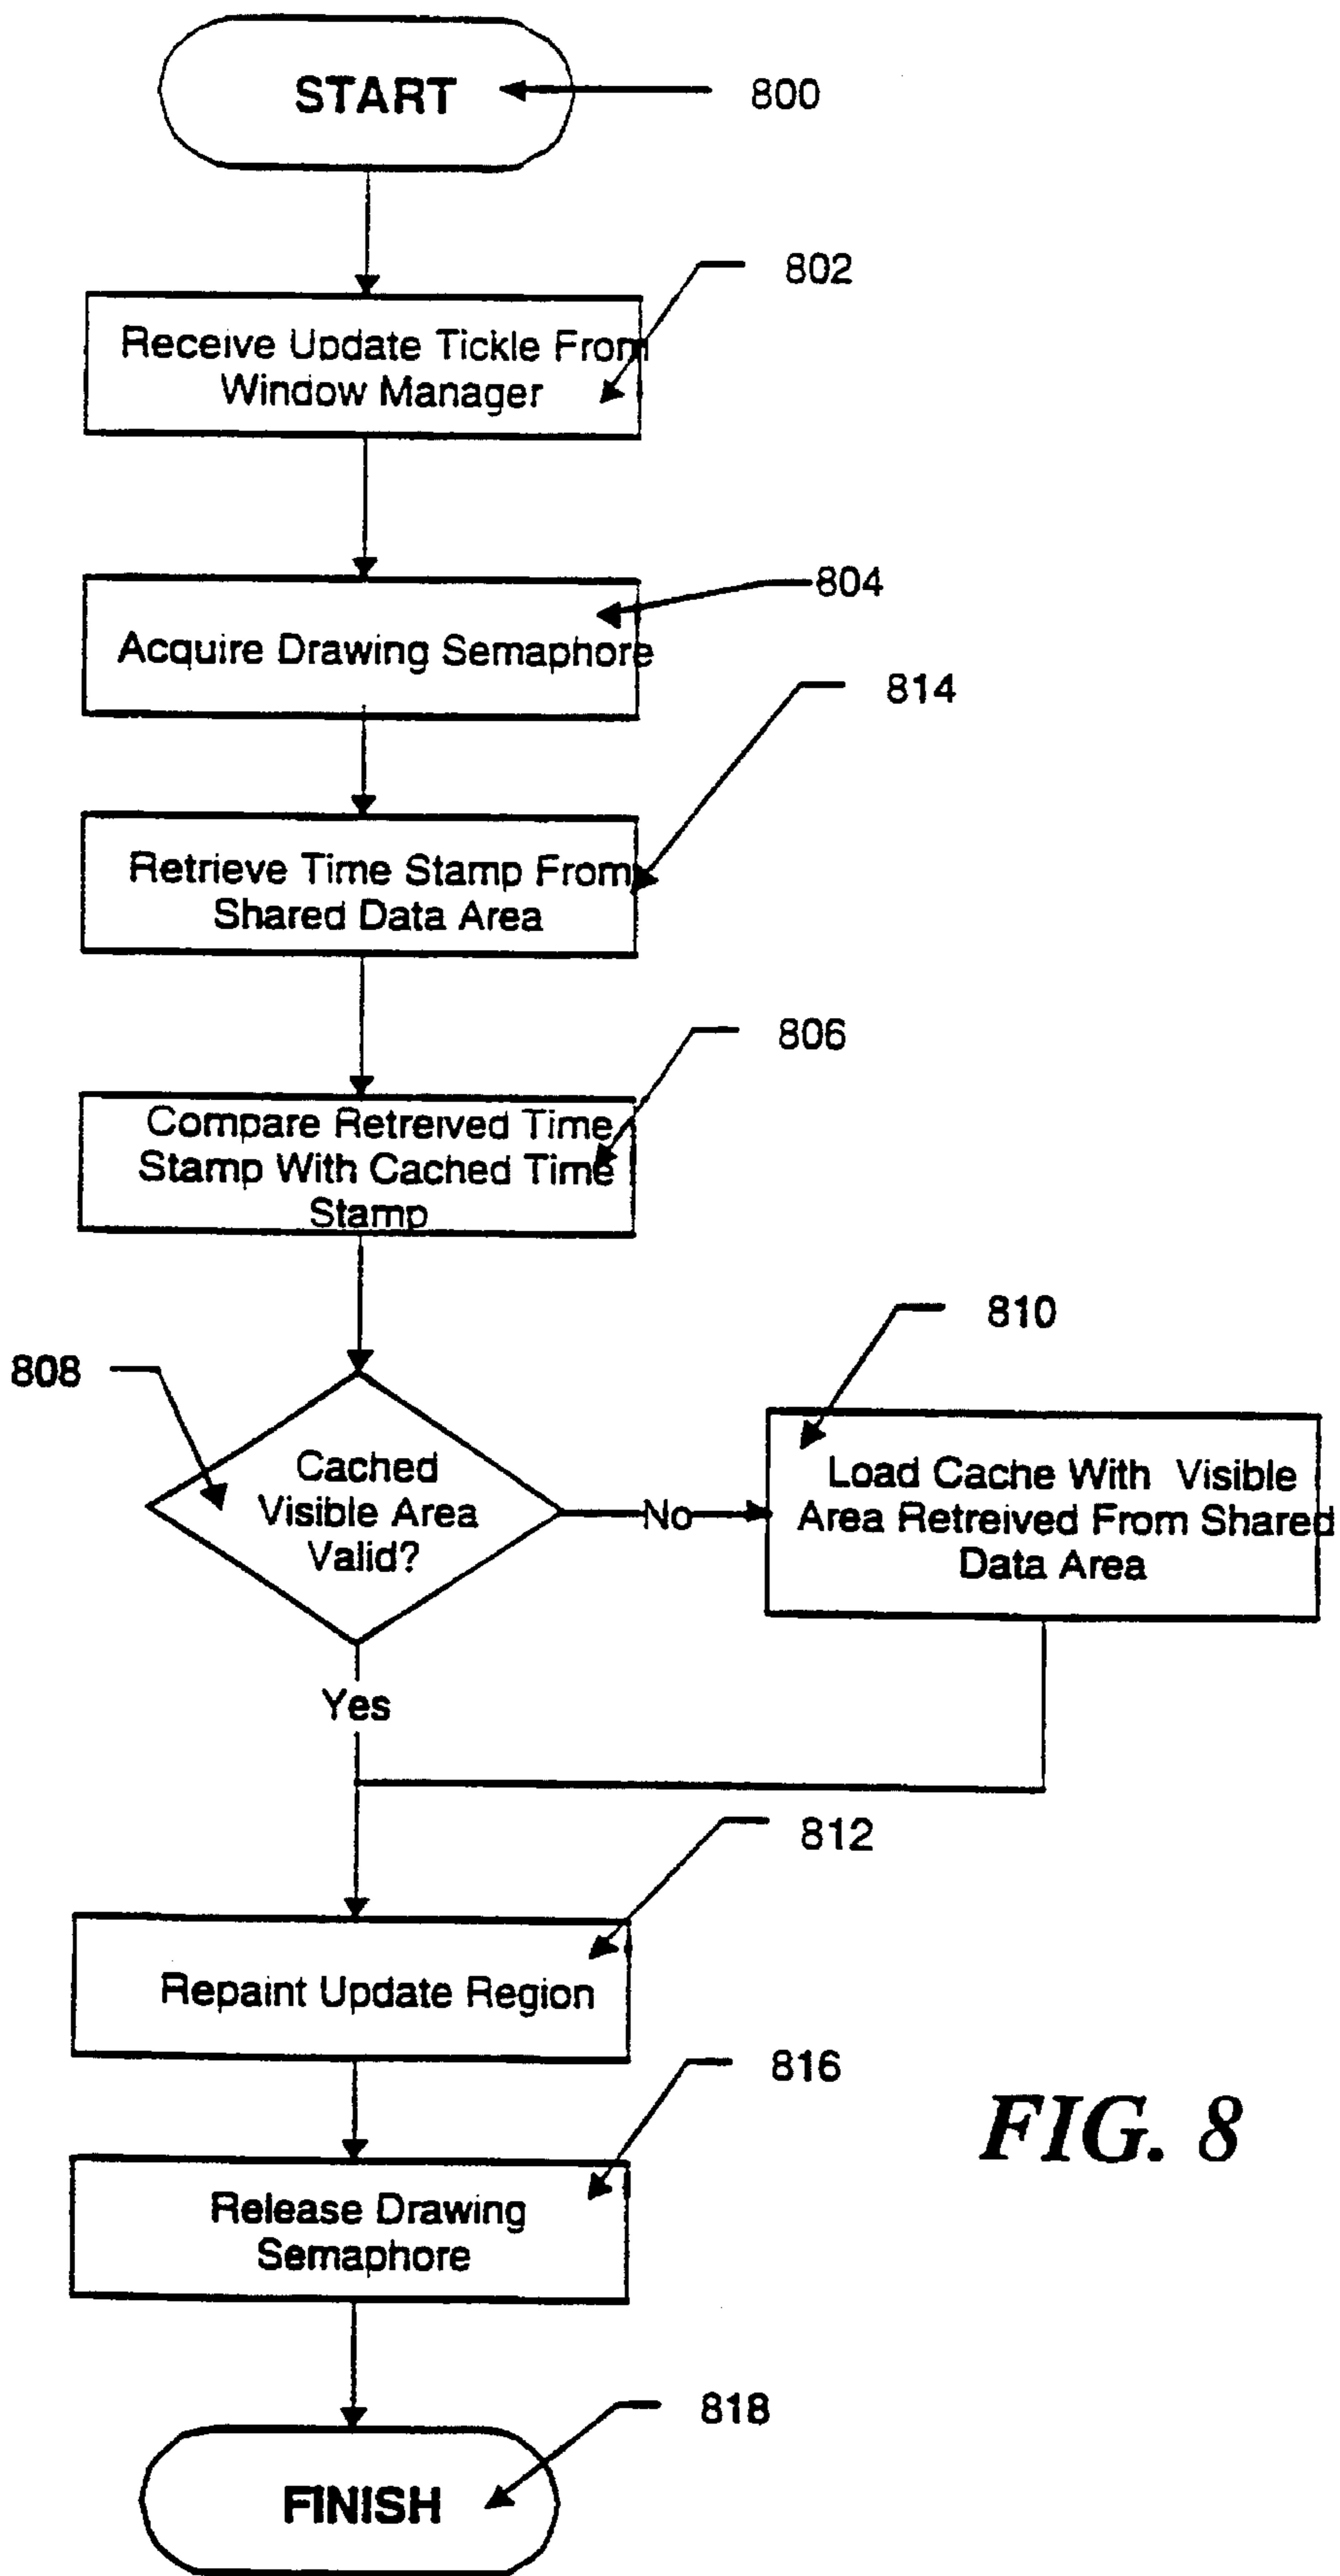 START
800
802
Receive Update Tickle From
Window Manager
804
Acquire Drawing Semaphore
814
Retrieve Time Stamp From
Shared Data Area
806
Compare Retreived Time
Stamp With Cached Time
Stamp
808
Cached
Visible Area
Valid?
No
810
Load Cache With Visible
Area Retreived From Shared
Data Area
Yes
812
Repaint Update Region
816
Release Drawing
Semaphore
FIG. 8
818
FINISH